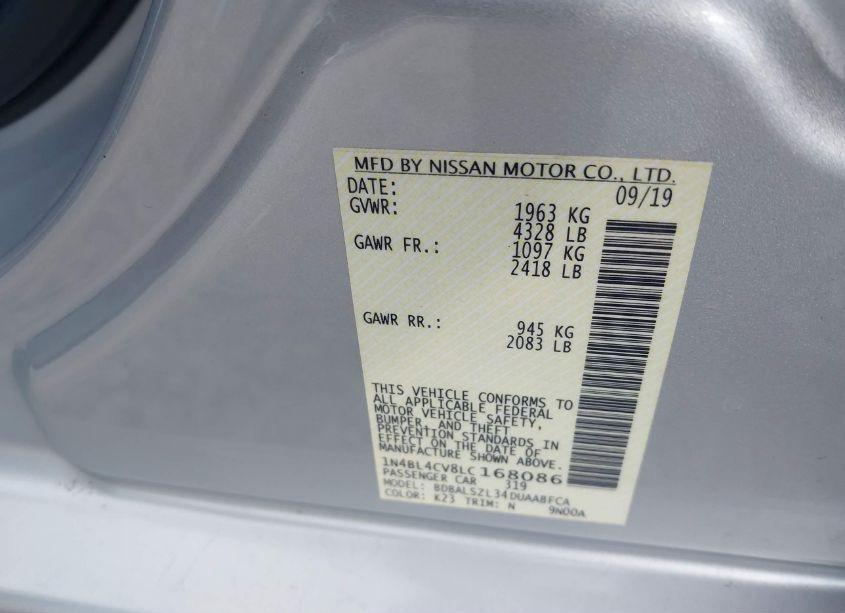 MFD BY NISSAN MOTOR CO., LTD.
DATE: 09/19
GVWR: 1963 KG
4328 LB
GAWR FR.: 1097 KG
2418 LB
GAWR RR.: 945 KG
2083 LB
THIS VEHICLE CONFORMS TO
ALL APPLICABLE FEDERAL
MOTOR VEHICLE SAFETY,
BUMPER, AND THEFT
PREVENTION STANDARDS IN
EFFECT ON THE DATE OF
MANUFACTURE SHOWN ABOVE.
1N4BL4CV8LC168086
PASSENGER CAR 319
MODEL: BDBALSZL34DUAABFCA
COLOR: K23 TRIM: N 9N00A